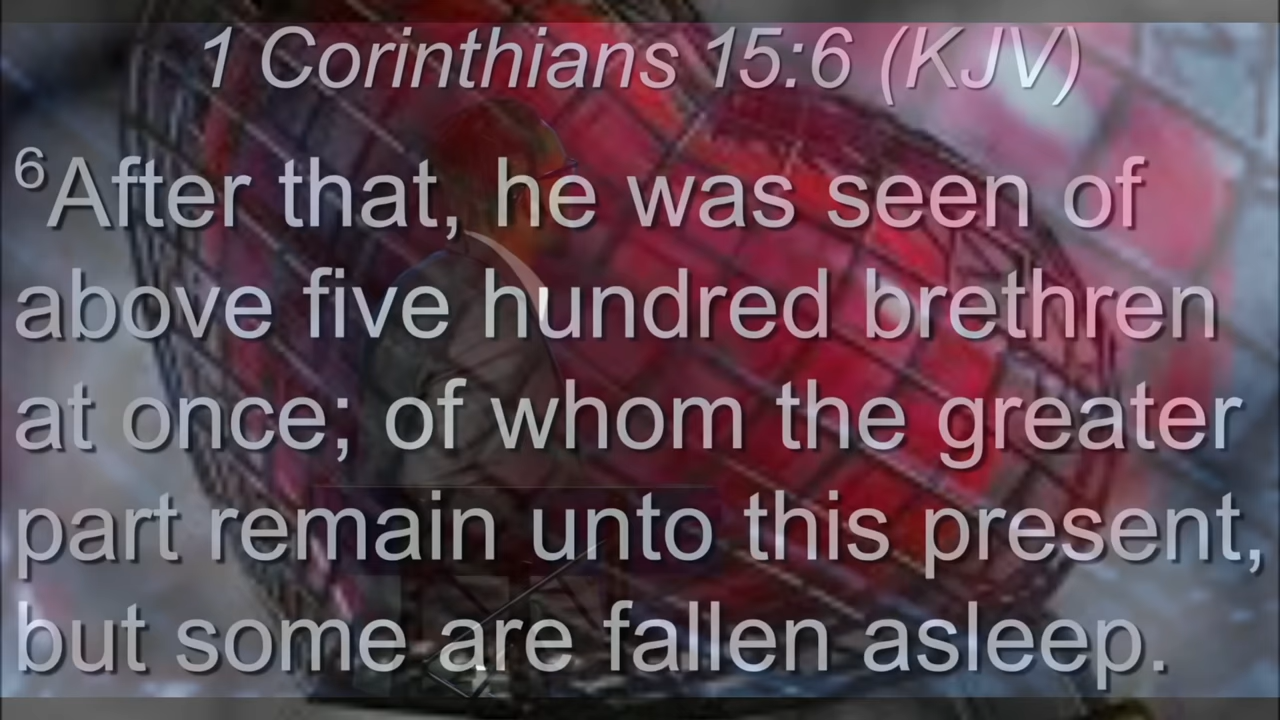 1 Corinthians 15:6 (KJV)
6After that, he was seen of
above five hundred brethren
at once; of whom the greater
part remain unto this present,
but some are fallen asleep.